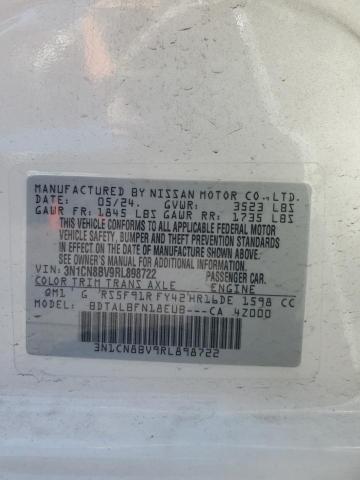 MANUFACTURED BY NISSAN MOTOR CO., LTD.
DATE: 05/24. GVWR: 3523 LBS
GAWR FR: 1845 LBS GAWR RR: 1735 LBS
THIS VEHICLE CONFORMS TO ALL APPLICABLE FEDERAL MOTOR
VEHICLE SAFETY, BUMPER AND THEFT PREVENTION STANDARDS
IN EFFECT ON THE DATE OF MANUFACTURE SHOWN ABOVE.
* SEE OWNER'S MANUAL FOR ADDITIONAL INFORMATION.
VIN: 3N1CN8BV9RL898722 PASSENGER CAR.
COLOR TRIM TRANS AXLE ENGINE
QM1 G RS5F91R FY42 HR16DE 1598 CC
MODEL: BDTALBFN18EUB---CA 4Z000
3N1CN8BV9RL898722